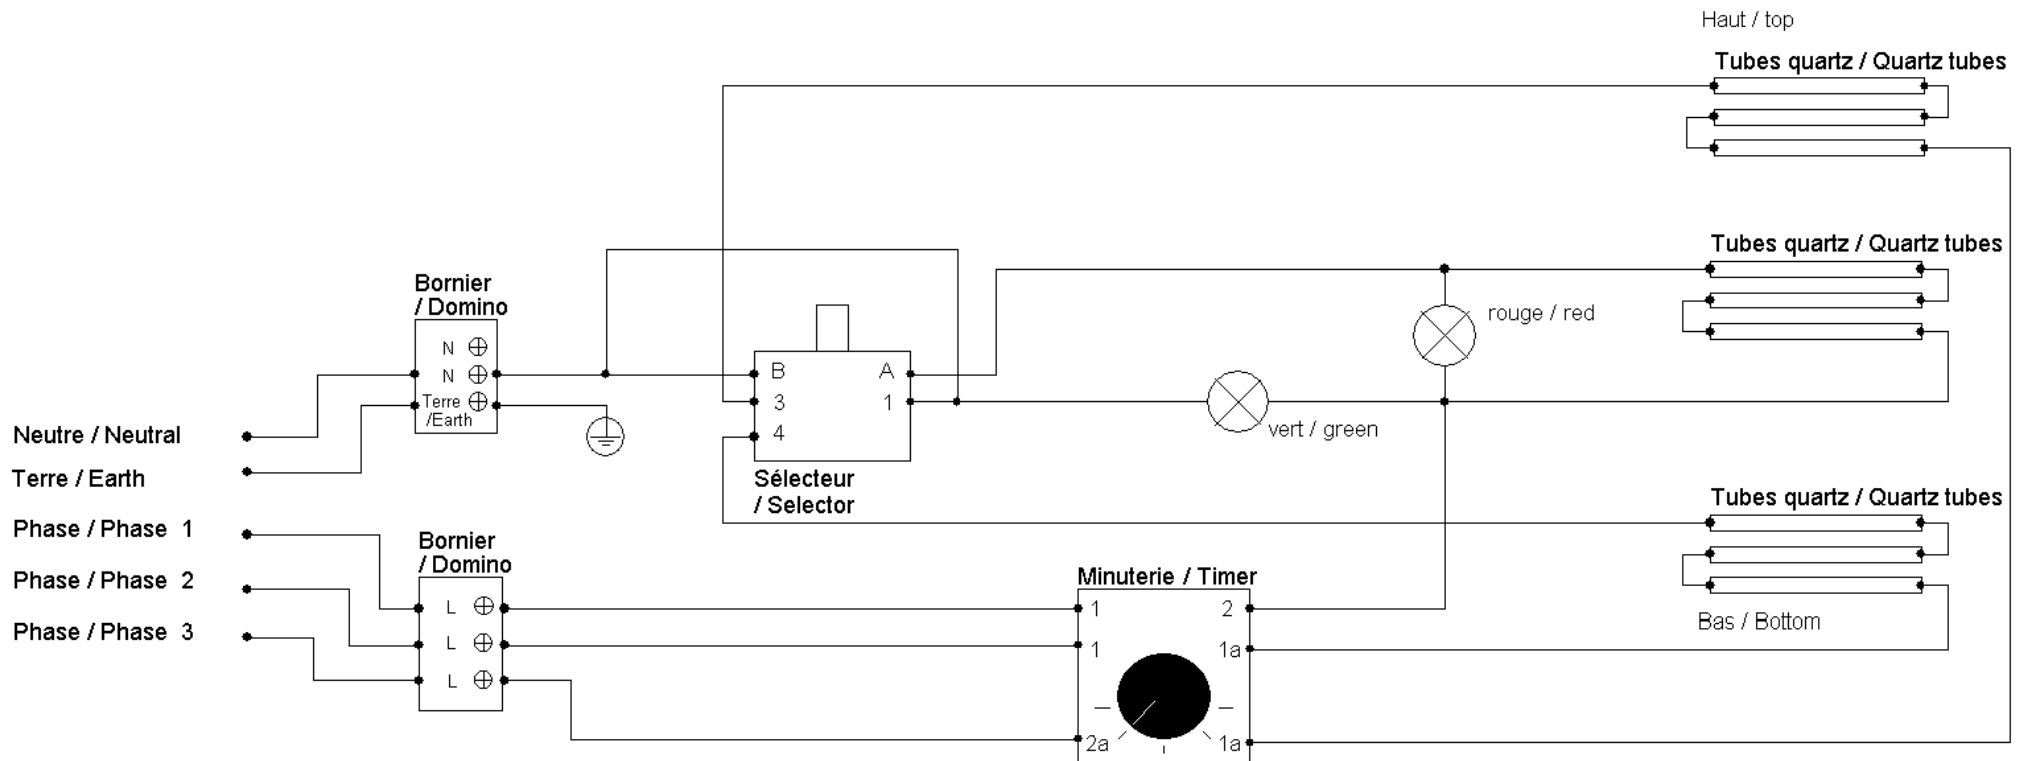 Haut / top
Tubes quartz / Quartz tubes
Tubes quartz / Quartz tubes
Bornier
/ Domino
rouge / red
N
N
Terre
/Earth
B A
3 1
4
vert / green
Neutre / Neutral
Terre / Earth
Sélecteur
/ Selector
Tubes quartz / Quartz tubes
Phase / Phase 1
Bornier
/ Domino
Phase / Phase 2
Minuterie / Timer
L
1 2
Bas / Bottom
Phase / Phase 3
L
1 1a
L
2a 1a